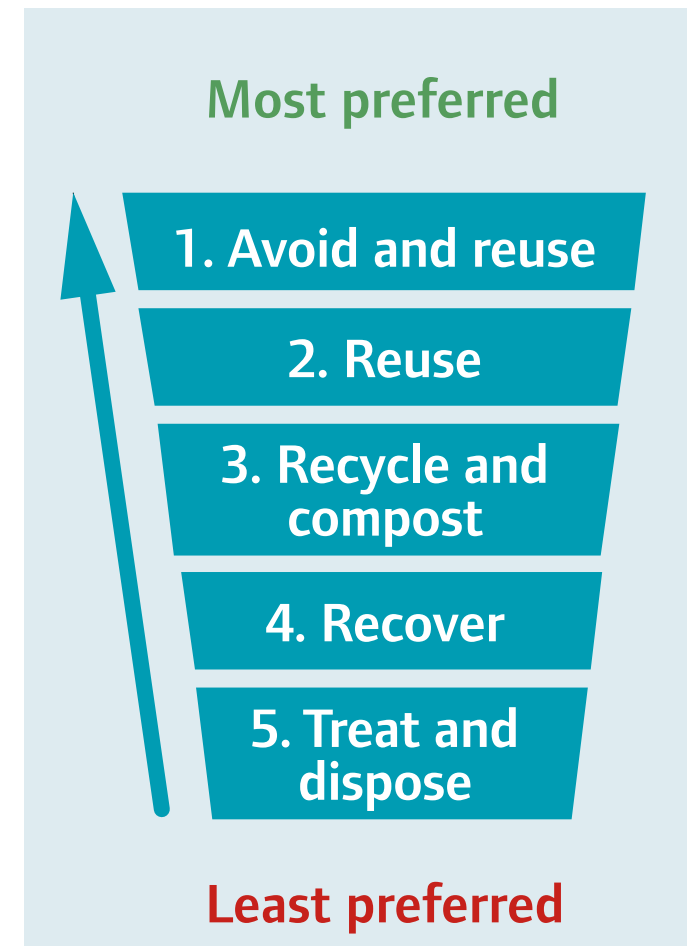 Most preferred
1. Avoid and reuse
2. Reuse
3. Recycle and
compost
4. Recover
5. Treat and
dispose
Least preferred